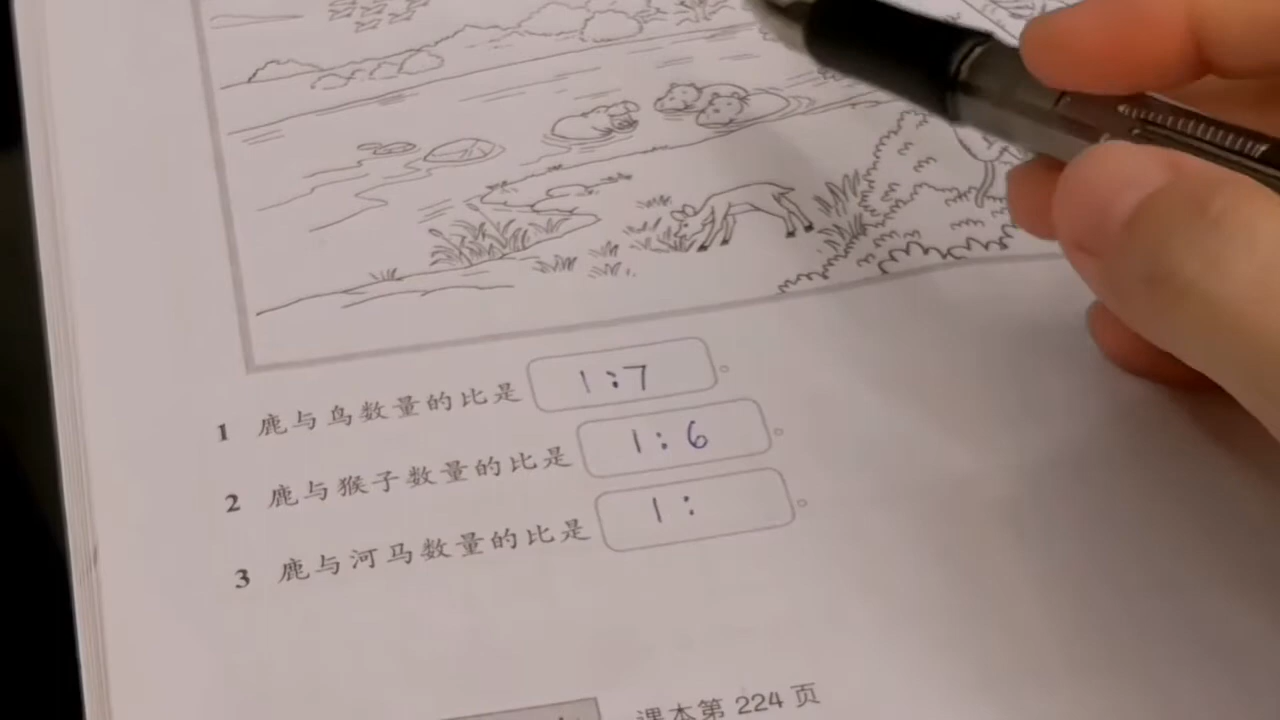 1 鹿与鸟数量的比是 1:7。
2 鹿与猴子数量的比是 1:6。
3 鹿与河马数量的比是 1: 。
课本第 224 页